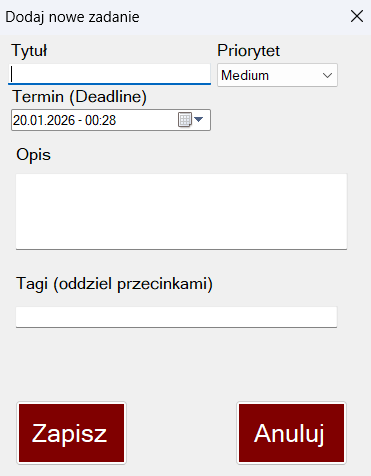 Dodaj nowe zadanie
Tytuł
Priorytet
Medium
Termin (Deadline)
20.01.2026 - 00:28
Opis
Tagi (oddziel przecinkami)
Zapisz
Anuluj